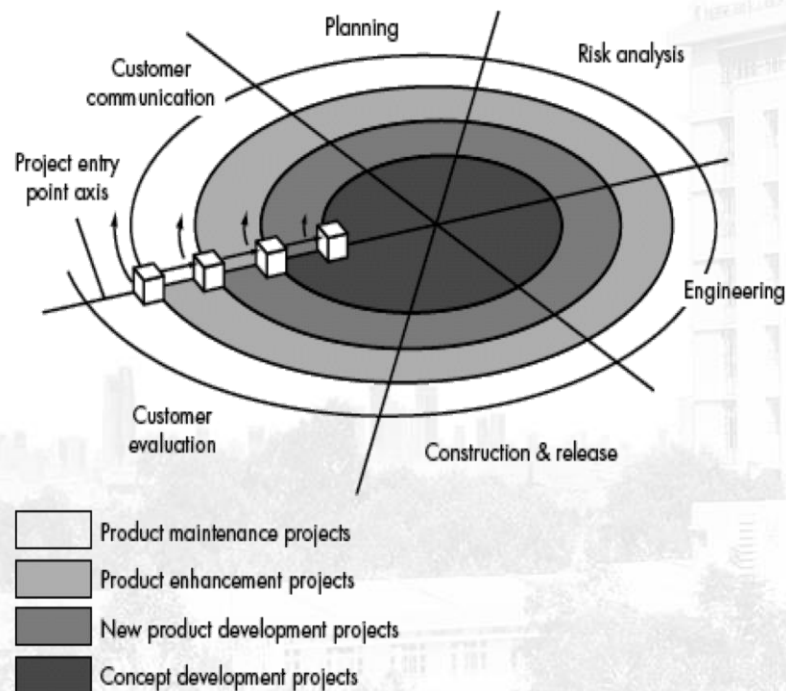 Planning
Risk analysis
Customer
communication
Project entry
point axis
Engineering
Customer
evaluation
Construction & release
Product maintenance projects
Product enhancement projects
New product development projects
Concept development projects